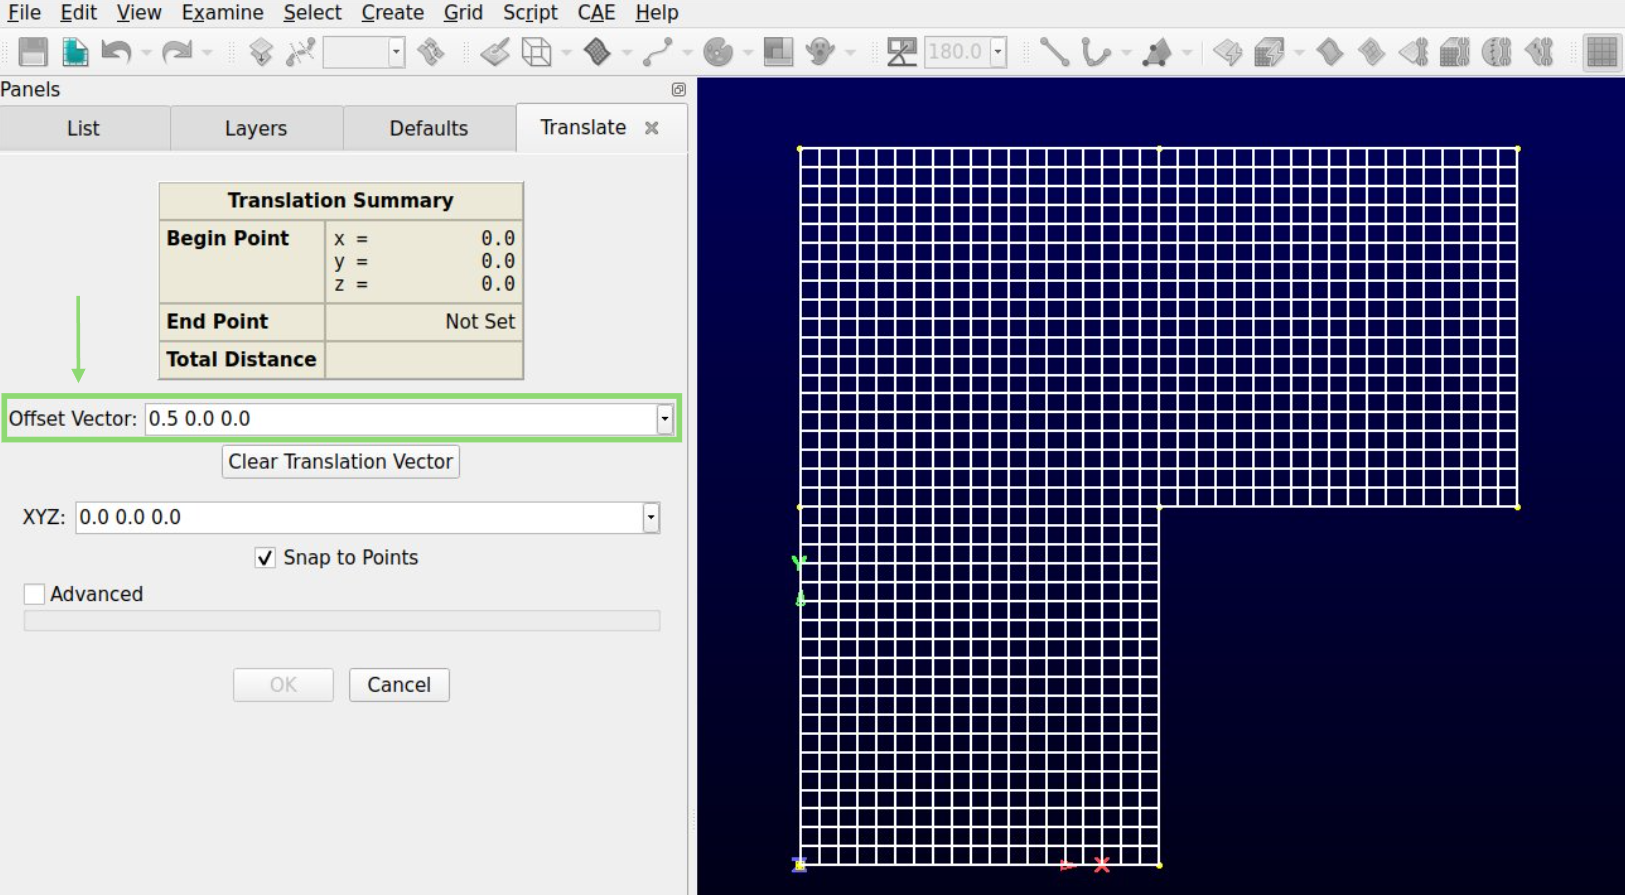 File Edit View Examine Select Create Grid Script CAE Help
180.0
Panels
List Layers Defaults Translate
Translation Summary
Begin Point x = 0.0
y = 0.0
z = 0.0
End Point Not Set
Total Distance
Offset Vector: 0.5 0.0 0.0
Clear Translation Vector
XYZ: 0.0 0.0 0.0
Snap to Points
Advanced
OK Cancel
Y
Z X